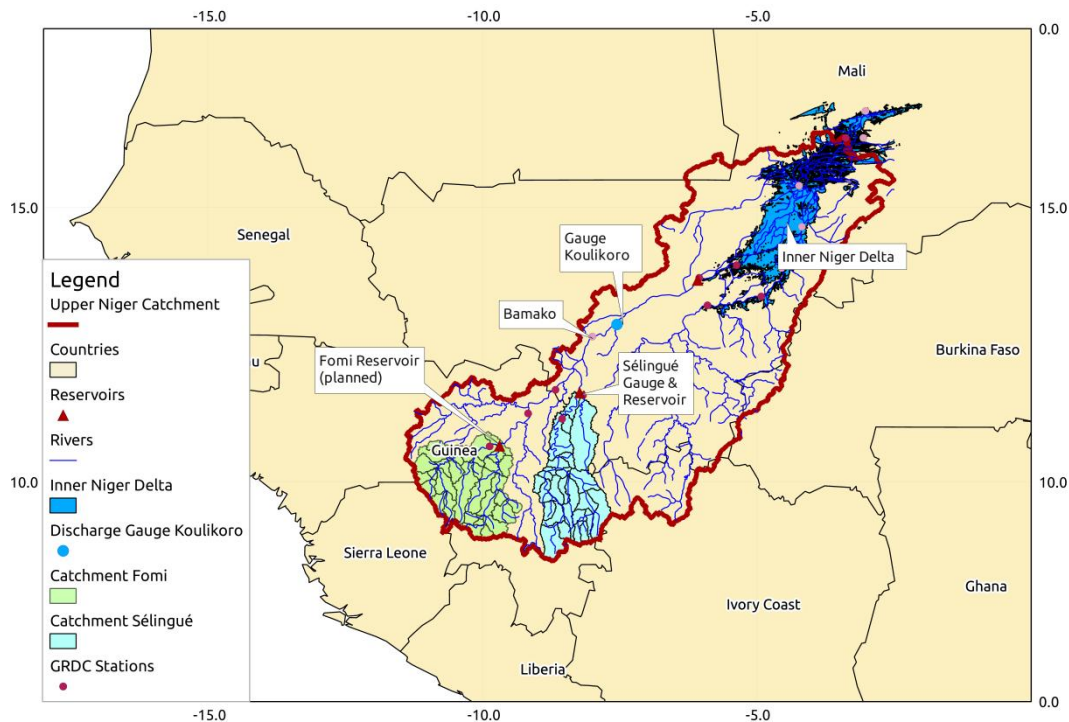 -15.0
-10.0
-5.0
0.0
Mali
15.0
15.0
Senegal
Gauge
Koulikoro
Inner Niger Delta
Legend
Upper Niger Catchment
Countries
Reservoirs
Rivers
Inner Niger Delta
Discharge Gauge Koulikoro
Catchment Fomi
Catchment Sélingué
GRDC Stations
Bamako
Fomi Reservoir
(planned)
Sélingué
Gauge &
Reservoir
Burkina Faso
Guinea
10.0
10.0
Sierra Leone
Ivory Coast
Ghana
Liberia
0.0
-15.0
-10.0
-5.0